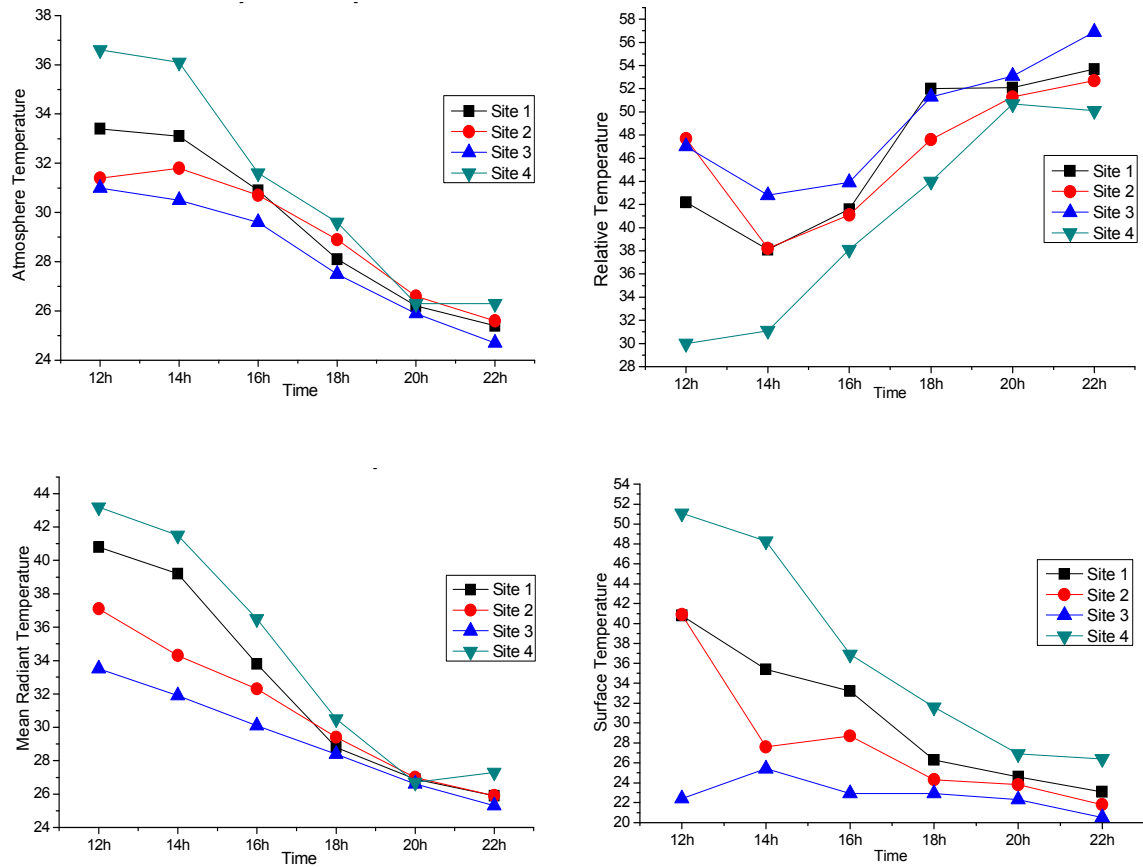 38
36
34
32
30
28
26
24
Atmosphere Temperature
12h 14h 16h 18h 20h 22h
Time
Site 1
Site 2
Site 3
Site 4
58
56
54
52
50
48
46
44
42
40
38
36
34
32
30
28
Relative Temperature
12h 14h 16h 18h 20h 22h
Time
Site 1
Site 2
Site 3
Site 4
44
42
40
38
36
34
32
30
28
26
24
Mean Radiant Temperature
12h 14h 16h 18h 20h 22h
Time
Site 1
Site 2
Site 3
Site 4
54
52
50
48
46
44
42
40
38
36
34
32
30
28
26
24
22
20
Surface Temperature
12h 14h 16h 18h 20h 22h
Time
Site 1
Site 2
Site 3
Site 4